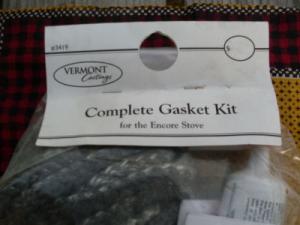 #3419
$
VERMONT
Castings
Complete Gasket Kit
for the Encore Stove